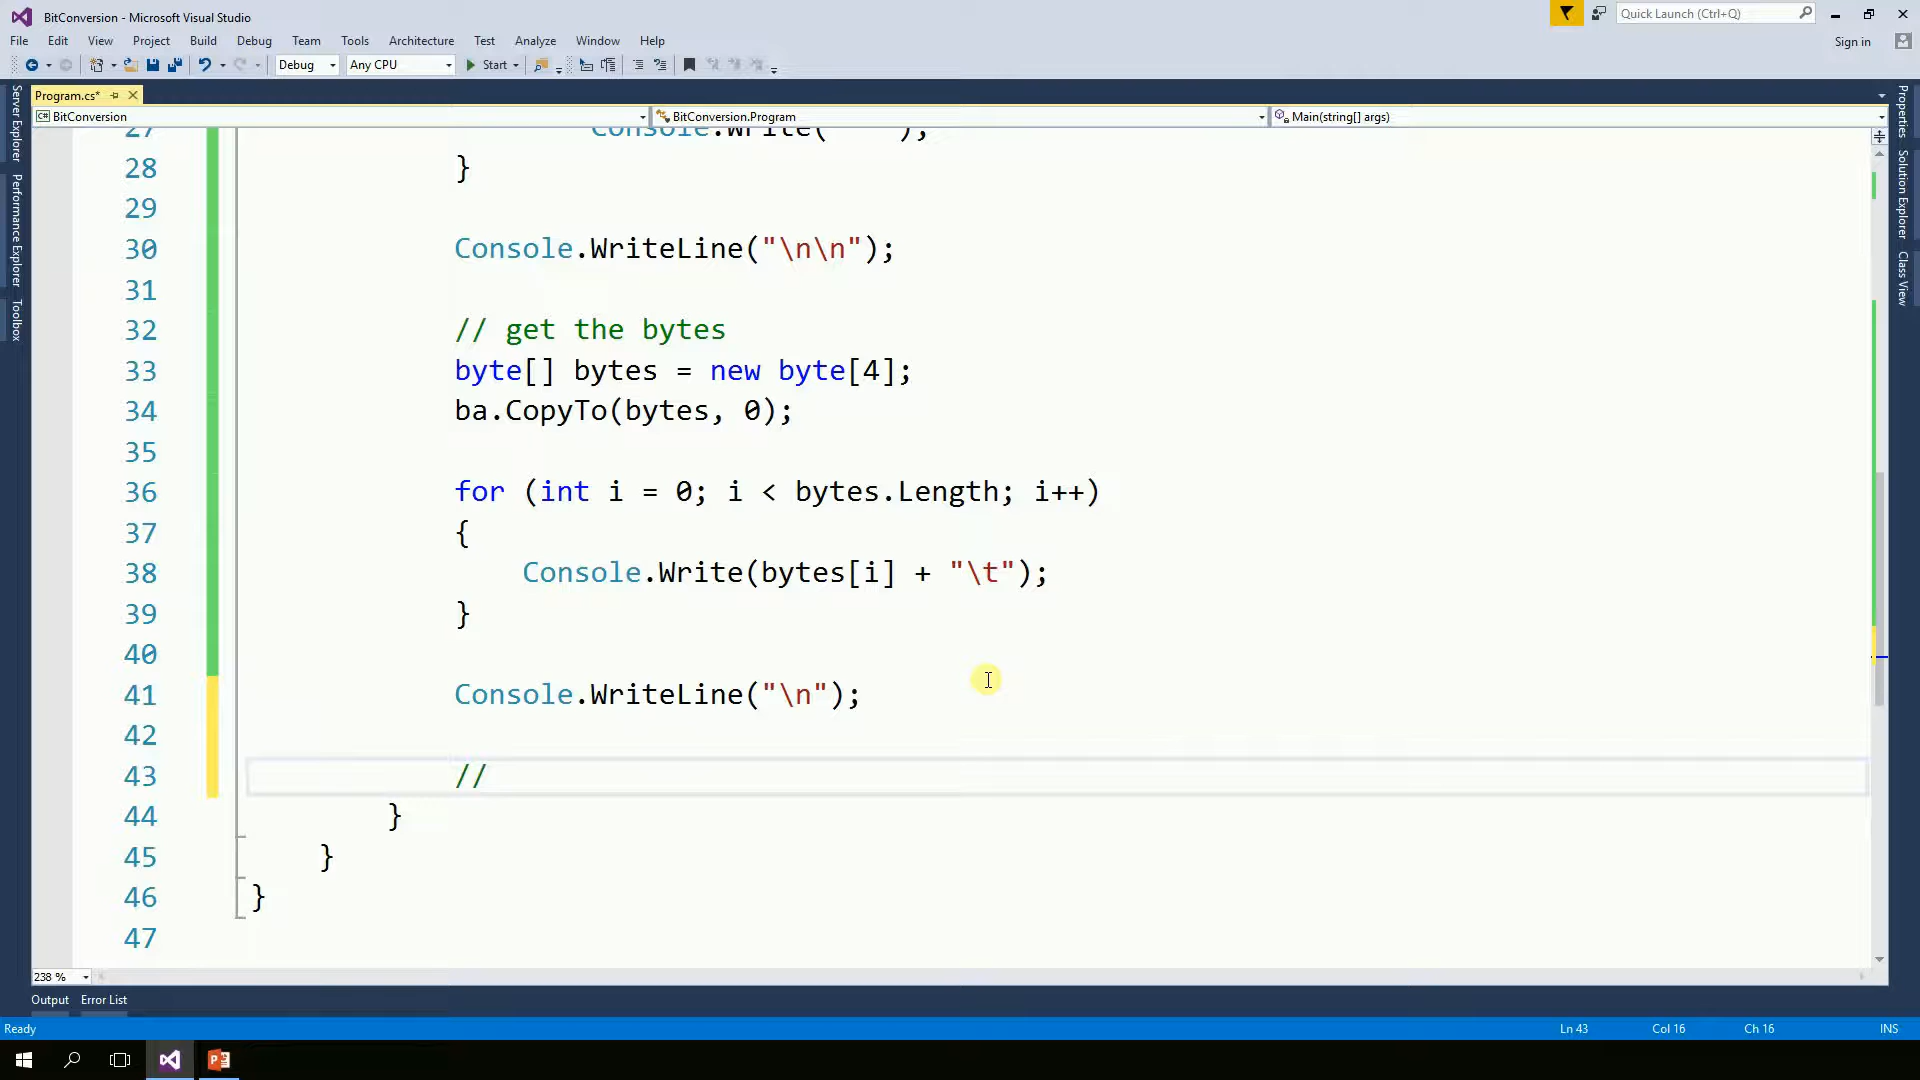 BitConversion - Microsoft Visual Studio
Quick Launch (Ctrl+Q)
File Edit View Project Build Debug Team Tools Architecture Test Analyze Window Help
Sign in
Debug Any CPU Start
Program.cs*
BitConversion BitConversion.Program Main(string[] args)
Server Explorer
Performance Explorer
Toolbox
Properties
Solution Explorer
Class View
27 Console.Write(" ");
28 }
29
30 Console.WriteLine("\n\n");
31
32 // get the bytes
33 byte[] bytes = new byte[4];
34 ba.CopyTo(bytes, 0);
35
36 for (int i = 0; i < bytes.Length; i++)
37 {
38 Console.Write(bytes[i] + "\t");
39 }
40
41 Console.WriteLine("\n");
42
43 //
44 }
45 }
46 }
47
238 %
Output Error List
Ready Ln 43 Col 16 Ch 16 INS